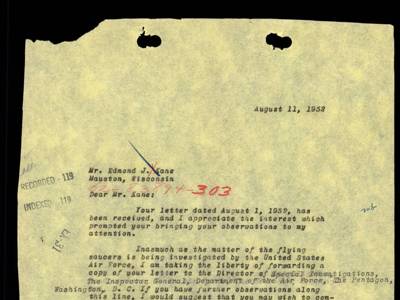 August 11, 1952
Mr. Edmond J. Kane
Mauston, Wisconsin
303
RECORDED - 119
Dear Mr. Kane:
INDEXED - 119
Your letter dated August 1, 1952, has
been received, and I appreciate the interest which
prompted your bringing your observations to my
attention.
Inasmuch as the matter of the flying
saucers is being investigated by the United States
Air Force, I am taking the liberty of forwarding a
copy of your letter to the Director of Special Investigations,
The Inspector General, Department of the Air Force, The Pentagon,
Washington, D. C. If you have further observations along
this line, I would suggest that you may wish to com-